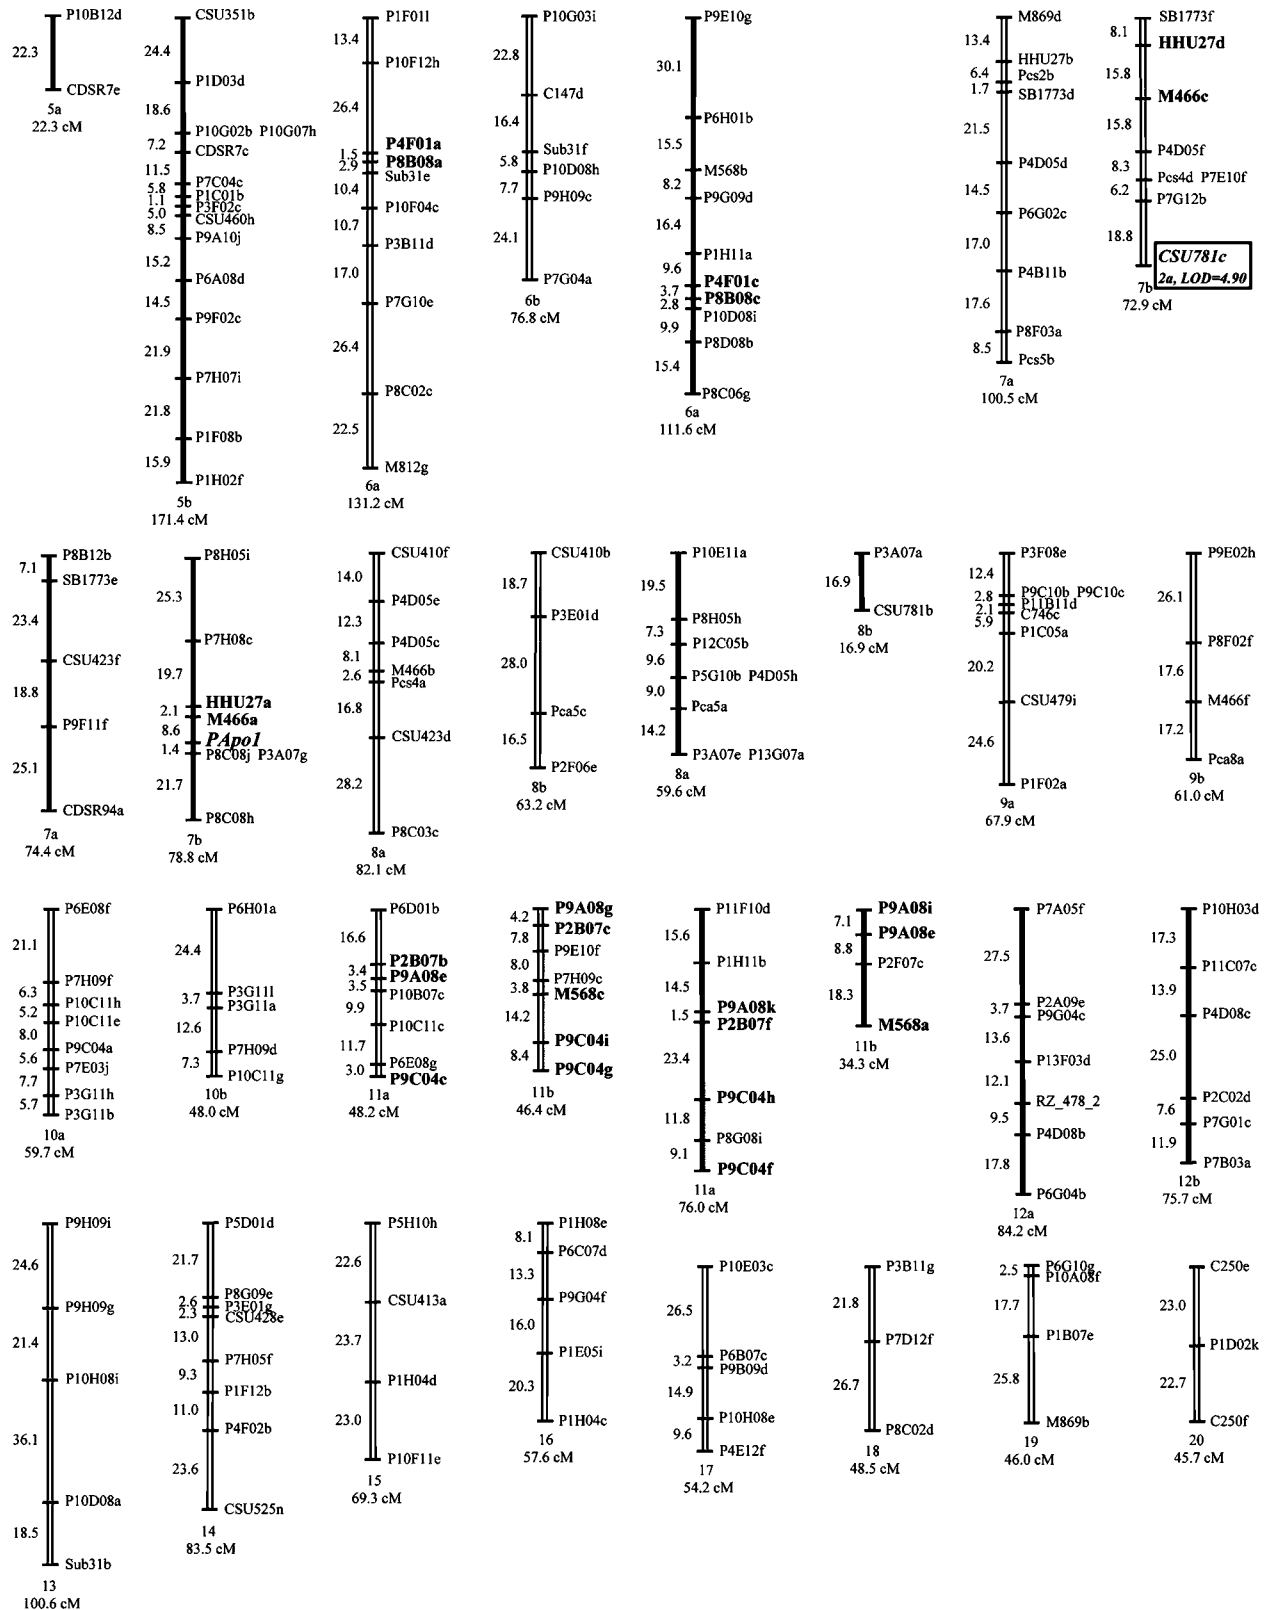 P10B12d
22.3
CDSR7e
5a
22.3 cM
CSU351b
24.4
P1D03d
18.6
P10G02b P10G07h
7.2
CDSR7c
11.5
P7C04c
5.8
P1C01b
1.1
P3F02c
5.0
CSU460h
8.5
P9A10j
15.2
P6A08d
14.5
P9F02c
21.9
P7H07i
21.8
P1F08b
15.9
P1H02f
5b
171.4 cM
P1F01l
13.4
P10F12h
26.4
P4F01a
1.5
P8B08a
2.9
Sub31e
10.4
P10F04c
10.7
P3B11d
17.0
P7G10e
26.4
P8C02c
22.5
M812g
6a
131.2 cM
P10G03i
22.8
C147d
16.4
Sub31f
5.8
P10D08h
7.7
P9H09c
24.1
P7G04a
6b
76.8 cM
P9E10g
30.1
P6H01b
15.5
M568b
8.2
P9G09d
16.4
P1H11a
9.6
P4F01c
3.7
P8B08c
2.8
P10D08i
9.9
P8D08b
15.4
P8C06g
6a
111.6 cM
M869d
13.4
HHU27b
6.4
Pcs2b
1.7
SB1773d
21.5
P4D05d
14.5
P6G02c
17.0
P4B11b
17.6
P8F03a
8.5
Pcs5b
7a
100.5 cM
SB1773f
8.1
HHU27d
15.8
M466c
15.8
P4D05f
8.3
Pcs4d P7E10f
6.2
P7G12b
18.8
CSU781c
2a, LOD=4.90
7b
72.9 cM
P8B12b
7.1
SB1773e
23.4
CSU423f
18.8
P9F11f
25.1
CDSR94a
7a
74.4 cM
P8H05i
25.3
P7H08c
19.7
HHU27a
2.1
M466a
8.6
PApo1
1.4
P8C08j P3A07g
21.7
P8C08h
7b
78.8 cM
CSU410f
14.0
P4D05e
12.3
P4D05c
8.1
M466b
2.6
Pcs4a
16.8
CSU423d
28.2
P8C03c
8a
82.1 cM
CSU410b
18.7
P3E01d
28.0
Pca5c
16.5
P2F06e
8b
63.2 cM
P10E11a
19.5
P8H05h
7.3
P12C05b
9.6
P5G10b P4D05h
9.0
Pca5a
14.2
P3A07e P13G07a
8a
59.6 cM
P3A07a
16.9
CSU781b
8b
16.9 cM
P3F08e
12.4
P9C10b P9C10c
2.8
P11B11d
2.1
C746c
5.9
P1C05a
20.2
CSU479i
24.6
P1F02a
9a
67.9 cM
P9E02h
26.1
P8F02f
17.6
M466f
17.2
Pca8a
9b
61.0 cM
P6E08f
21.1
P7H09f
6.3
P10C11h
5.2
P10C11e
8.0
P9C04a
5.6
P7E03j
7.7
P3G11h
5.7
P3G11b
10a
59.7 cM
P6H01a
24.4
P3G11l
3.7
P3G11a
12.6
P7H09d
7.3
P10C11g
10b
48.0 cM
P6D01b
16.6
P2B07b
3.4
P9A08e
3.5
P10B07c
9.9
P10C11c
11.7
P6E08g
3.0
P9C04c
11a
48.2 cM
P9A08g
4.2
P2B07c
7.8
P9E10f
8.0
P7H09c
3.8
M568c
14.2
P9C04i
8.4
P9C04g
11b
46.4 cM
P11F10d
15.6
P1H11b
14.5
P9A08k
1.5
P2B07f
23.4
P9C04h
11.8
P8G08i
9.1
P9C04f
11a
76.0 cM
P9A08i
7.1
P9A08e
8.8
P2F07c
18.3
M568a
11b
34.3 cM
P7A05f
27.5
P2A09e
3.7
P9G04c
13.6
P13F03d
12.1
RZ_478_2
9.5
P4D08b
17.8
P6G04b
12a
84.2 cM
P10H03d
17.3
P11C07c
13.9
P4D08c
25.0
P2C02d
7.6
P7G01c
11.9
P7B03a
12b
75.7 cM
P9H09i
24.6
P9H09g
21.4
P10H08i
36.1
P10D08a
18.5
Sub31b
13
100.6 cM
P5D01d
21.7
P8G09e
2.6
P3E01g
2.3
CSU428e
13.0
P7H05f
9.3
P1F12b
11.0
P4F02b
23.6
CSU525n
14
83.5 cM
P5H10h
22.6
CSU413a
23.7
P1H04d
23.0
P10F11e
15
69.3 cM
P1H08e
8.1
P6C07d
13.3
P9G04f
16.0
P1E05i
20.3
P1H04c
16
57.6 cM
P10E03c
26.5
P6B07c
3.2
P9B09d
14.9
P10H08e
9.6
P4E12f
17
54.2 cM
P3B11g
21.8
P7D12f
26.7
P8C02d
18
48.5 cM
P6G10g
2.5
P10A08f
17.7
P1B07e
25.8
M869b
19
46.0 cM
C250e
23.0
P1D02k
22.7
C250f
20
45.7 cM